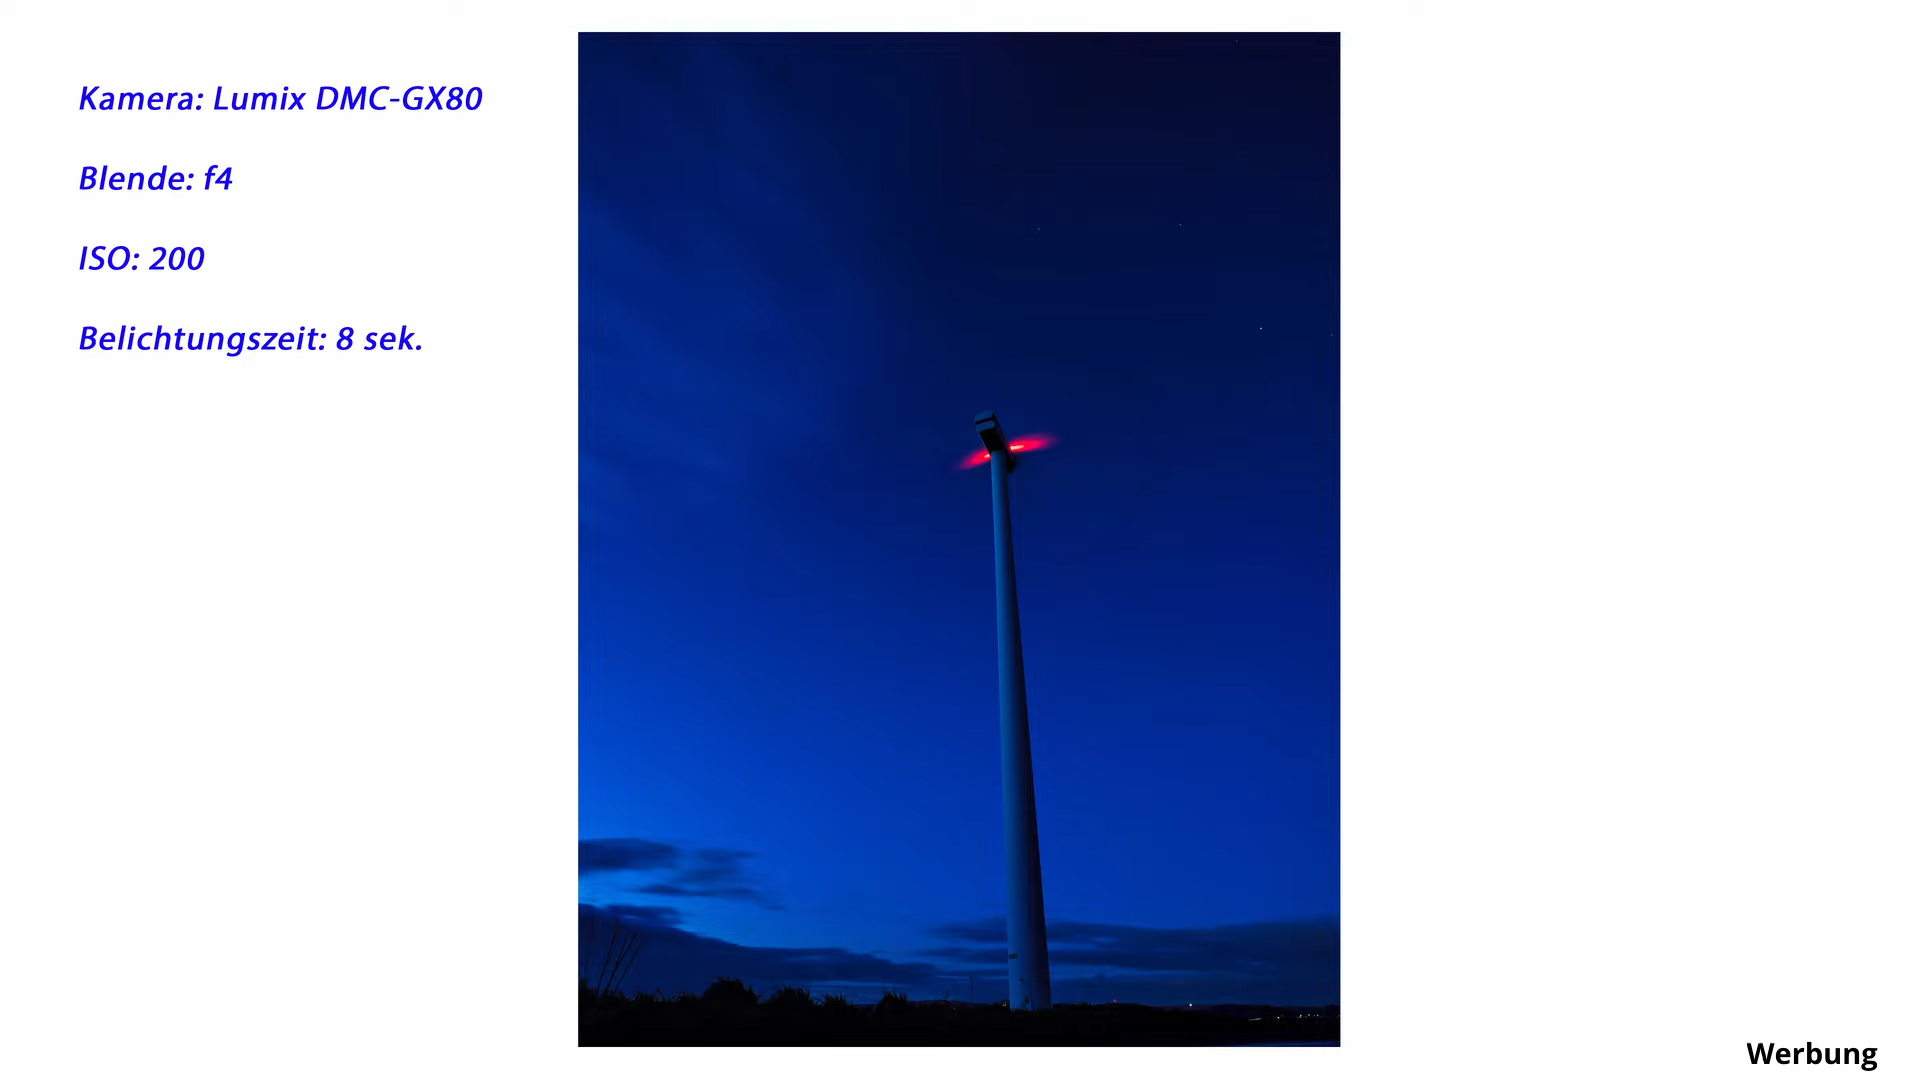 Kamera: Lumix DMC-GX80
Blende: f4
ISO: 200
Belichtungszeit: 8 sek.
Werbung